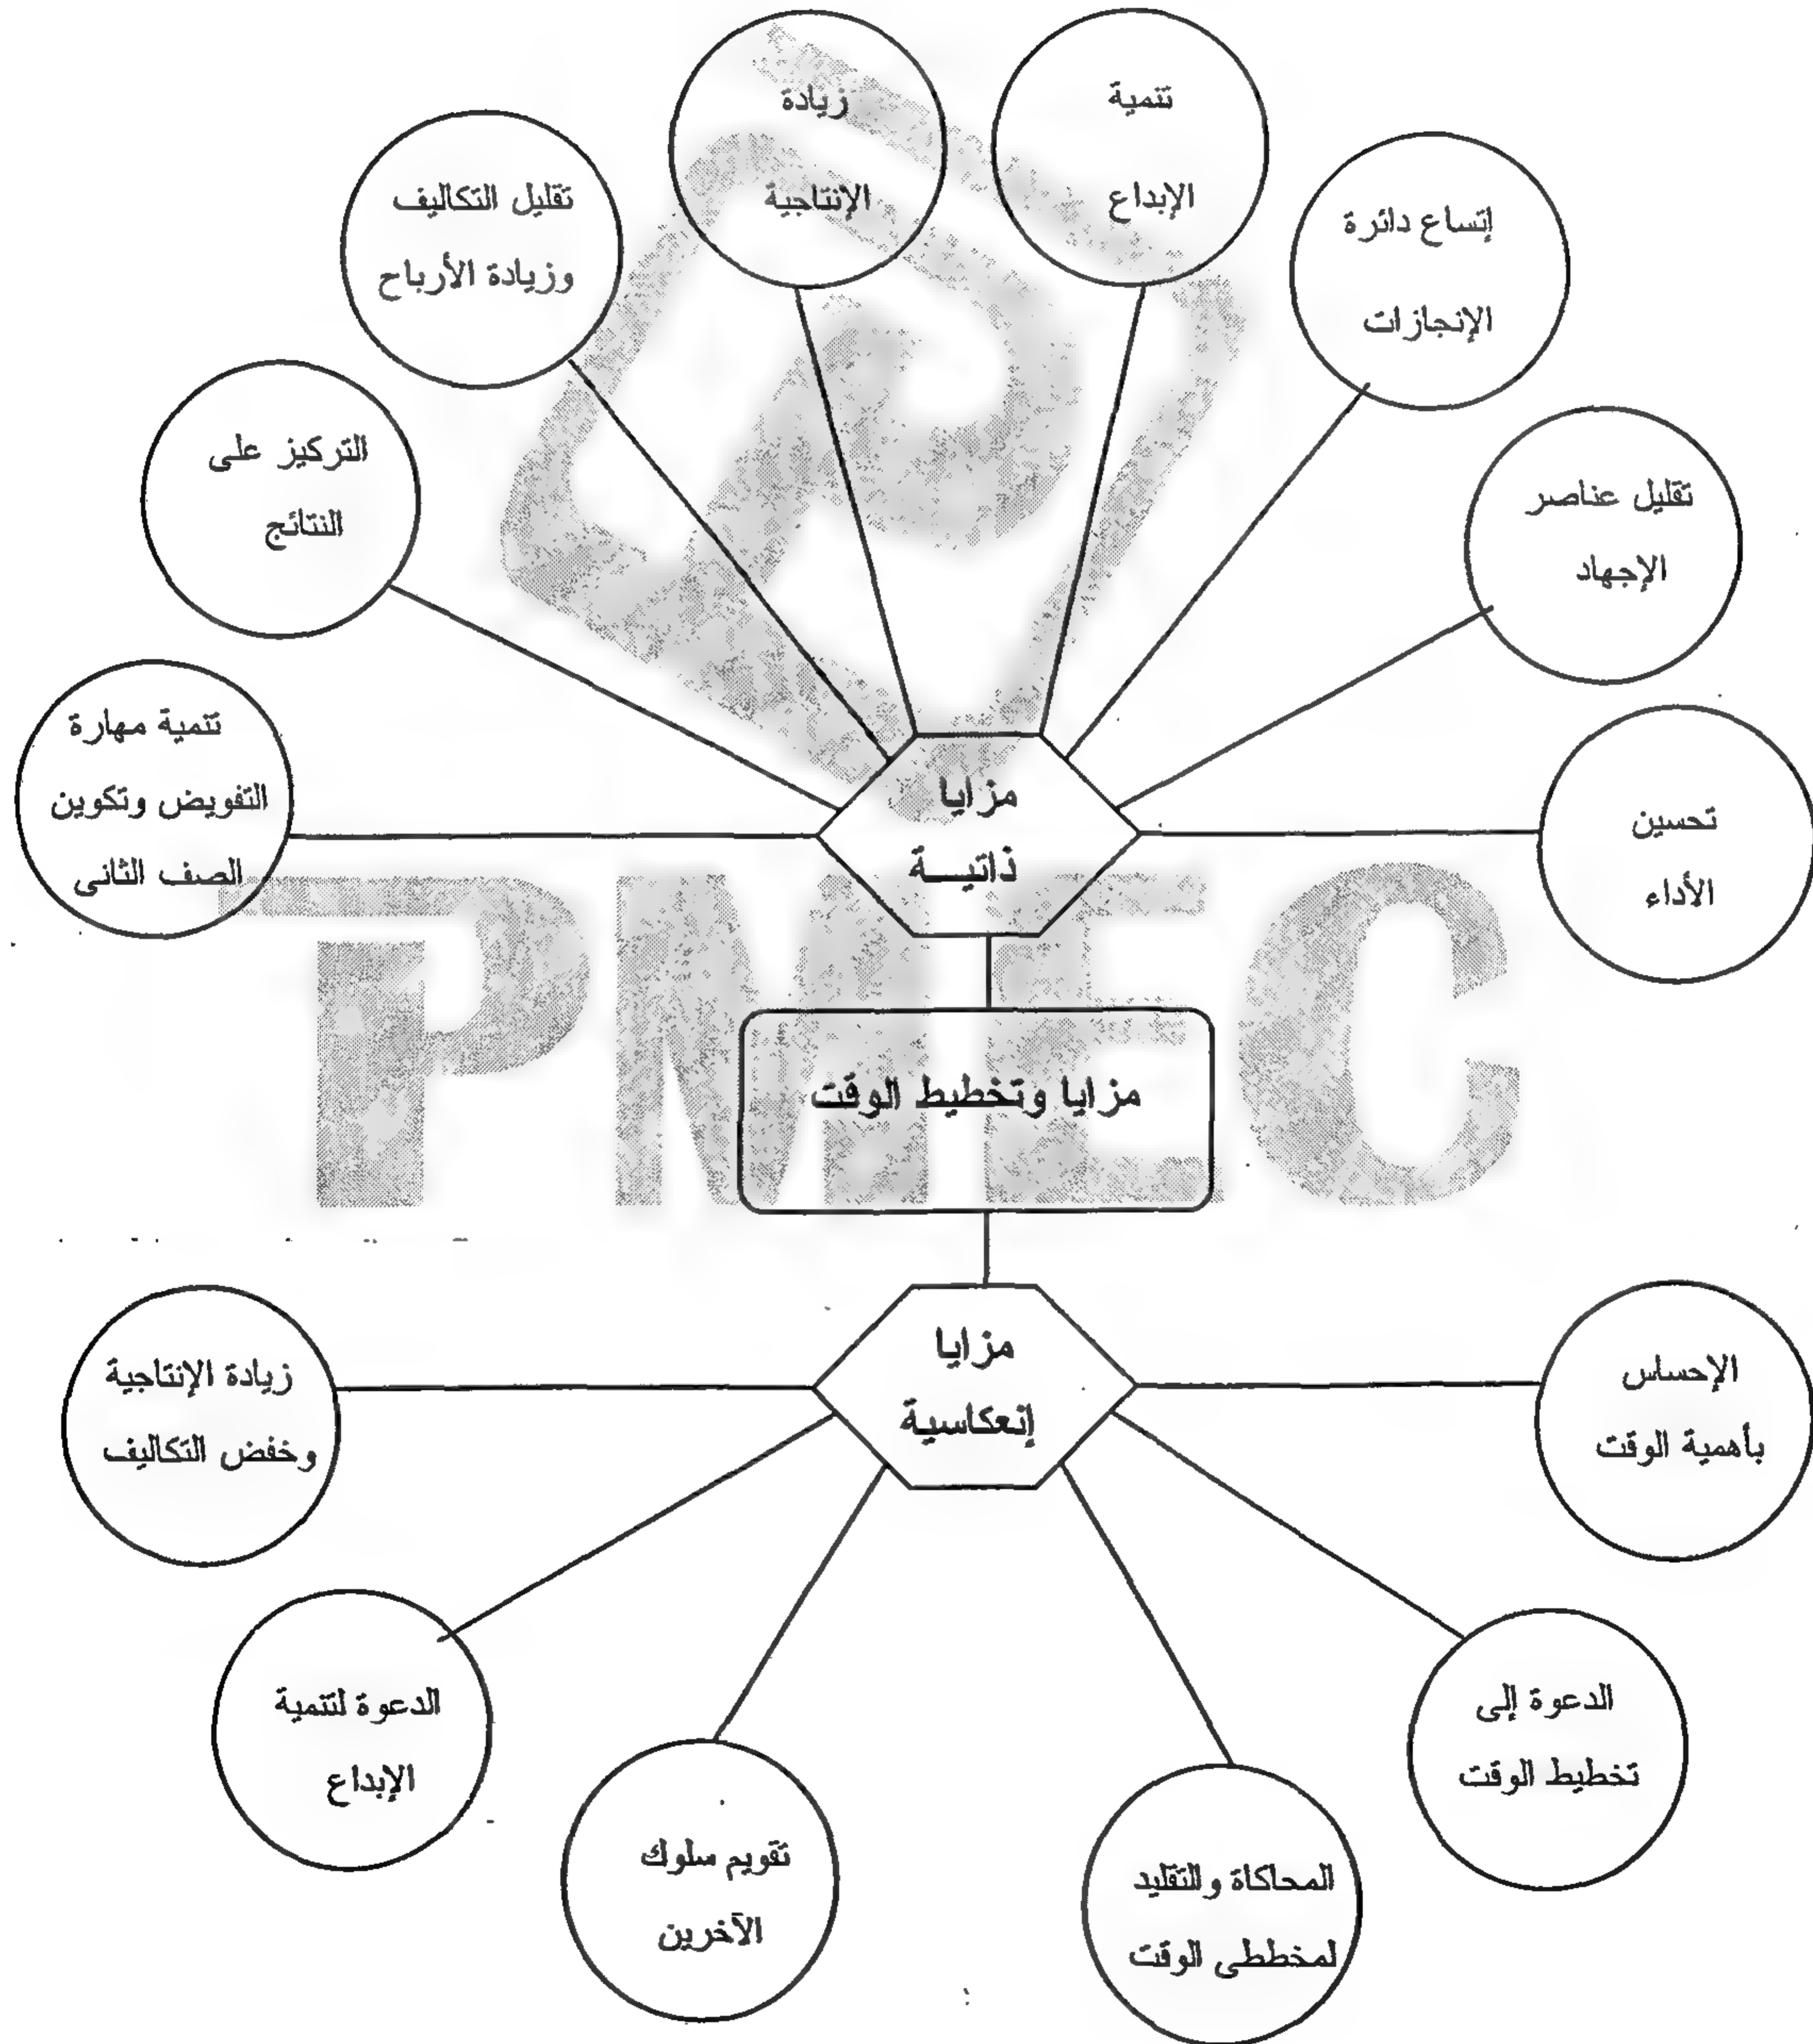 تنمية
الإبداع
زيادة
الإنتاجية
إتساع دائرة
الإنجازات
تقليل التكاليف
وزيادة الأرباح
تقليل عناصر
الإجهاد
التركيز على
النتائج
تحسين
الأداء
تنمية مهارة
التفويض وتكوين
الصف الثانى
مزايا
ذاتيـــة
PMEC
مزايا وتخطيط الوقت
مزايا
إنعكاسية
الإحساس
بأهمية الوقت
زيادة الإنتاجية
وخفض التكاليف
الدعوة إلى
تخطيط الوقت
الدعوة لتنمية
الإبداع
المحاكاة والتقليد
لمخططى الوقت
تقويم سلوك
الآخرين